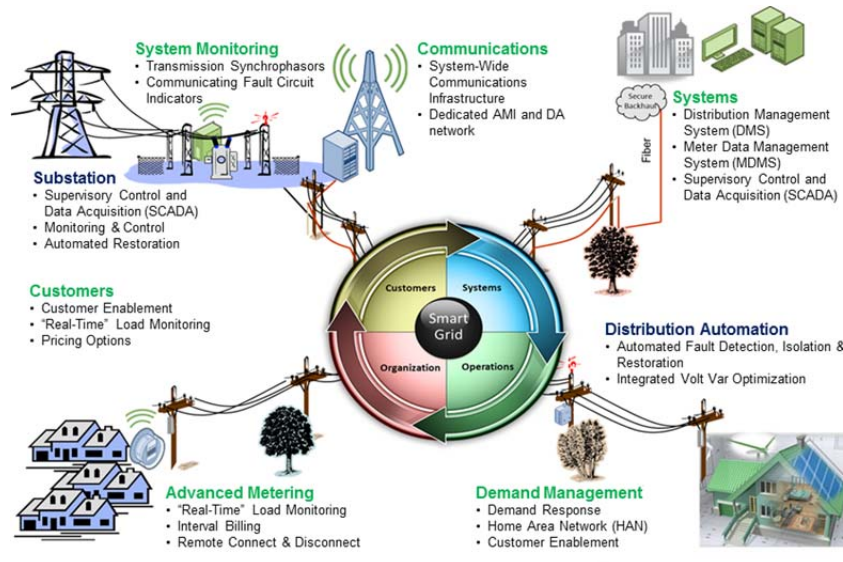 System Monitoring
• Transmission Synchrophasors
• Communicating Fault Circuit
Indicators
Communications
• System-Wide
Communications
Infrastructure
• Dedicated AMI and DA
network
Secure
Backhaul
Fiber
Systems
• Distribution Management
System (DMS)
• Meter Data Management
System (MDMS)
• Supervisory Control and
Data Acquisition (SCADA)
Substation
• Supervisory Control and
Data Acquisition (SCADA)
• Monitoring & Control
• Automated Restoration
Customers
• Customer Enablement
• “Real-Time” Load Monitoring
• Pricing Options
Customers
Systems
Smart
Grid
Organization
Operations
Distribution Automation
• Automated Fault Detection, Isolation &
Restoration
• Integrated Volt Var Optimization
Advanced Metering
• “Real-Time” Load Monitoring
• Interval Billing
• Remote Connect & Disconnect
Demand Management
• Demand Response
• Home Area Network (HAN)
• Customer Enablement